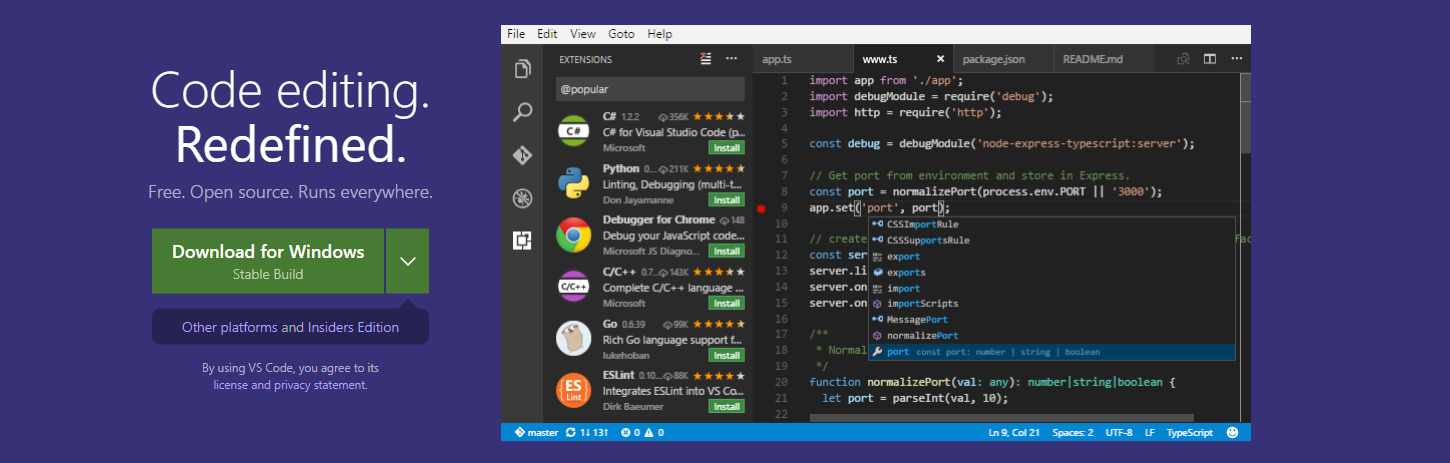 Code editing.
Redefined.
Free. Open source. Runs everywhere.
Download for Windows
Stable Build
Other platforms and Insiders Edition
By using VS Code, you agree to its
license and privacy statement.
File Edit View Goto Help
EXTENSIONS
@popular
C# 1.2.2 356K
C# for Visual Studio Code (p...
Microsoft Install
C#
Python 0... 211K
Linting, Debugging (multi-t...
Don Jayamanne Install
Debugger for Chrome 148
Debug your JavaScript code...
Microsoft JS Diagno... Install
C/C++ 0.7... 143K
Complete C/C++ language ...
Microsoft Install
C/C++
Go 0.6.39 99K
Rich Go language support f...
lukehoban Install
ESLint 0.10... 88K
Integrates ESLint into VS Co...
Dirk Baeumer Install
ES
Lint
app.ts www.ts package.json README.md
1 import app from './app';
2 import debugModule = require('debug');
3 import http = require('http');
4
5 const debug = debugModule('node-express-typescript:server');
6
7 // Get port from environment and store in Express.
8 const port = normalizePort(process.env.PORT || '3000');
9 app.set('port', port);
10
11 // create
12 const ser
13 server.li
14 server.on
15 server.on
16
17 /**
18 * Normal
19 */
20 function normalizePort(val: any): number|string|boolean {
21 let port = parseInt(val, 10);
22
CSSImportRule
CSSSupportsRule
export
exports
import
importScripts
MessagePort
normalizePort
port const port: number | string | boolean
master 1↓ 13↑ 0 0 Ln 9, Col 21 Spaces: 2 UTF-8 LF TypeScript